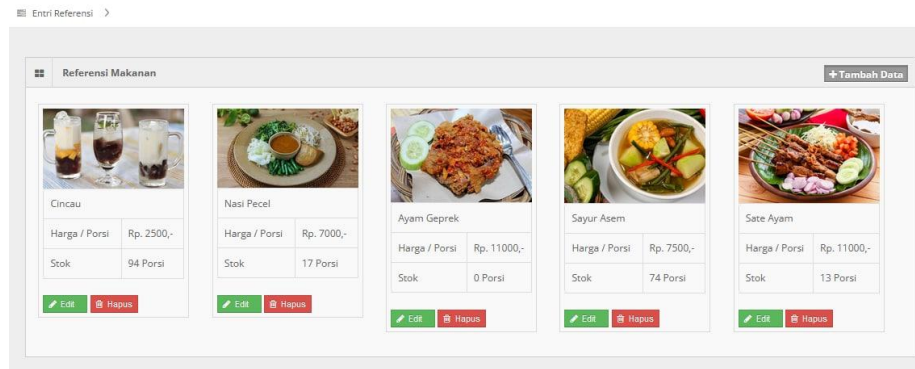 Entri Referensi >
Referensi Makanan
+Tambah Data
Cincau
Harga / Porsi Rp. 2500,-
Stok 94 Porsi
Edit Hapus
Nasi Pecel
Harga / Porsi Rp. 7000,-
Stok 17 Porsi
Edit Hapus
Ayam Geprek
Harga / Porsi Rp. 11000,-
Stok 0 Porsi
Edit Hapus
Sayur Asem
Harga / Porsi Rp. 7500,-
Stok 74 Porsi
Edit Hapus
Sate Ayam
Harga / Porsi Rp. 11000,-
Stok 13 Porsi
Edit Hapus